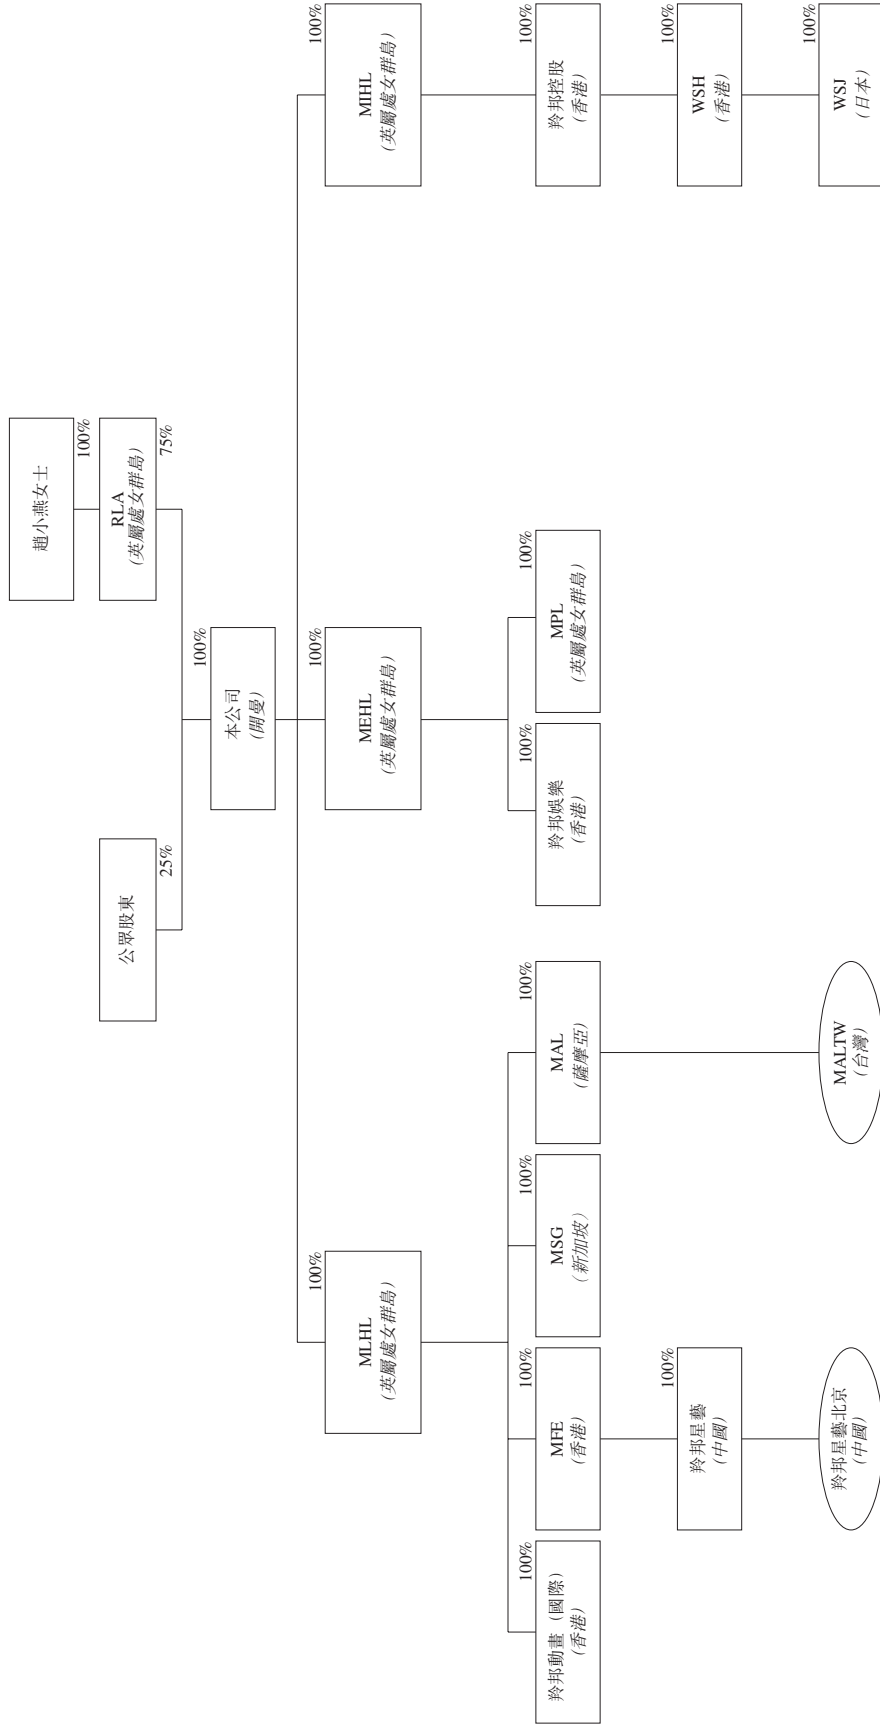 趙小燕女士
100%
RLA
(英屬處女群島)
75%
公眾股東
25%
100%
本公司
(開曼)
100%
MLHL
(英屬處女群島)
100%
MEHL
(英屬處女群島)
100%
MIHL
(英屬處女群島)
100%
羚邦動畫(國際)
(香港)
100%
MFE
(香港)
100%
MSG
(新加坡)
100%
MAL
(薩摩亞)
100%
羚邦娛樂
(香港)
100%
MPL
(英屬處女群島)
100%
羚邦控股
(香港)
100%
羚邦星藝
(中國)
100%
WSH
(香港)
羚邦星藝北京
(中國)
MALTW
(台灣)
100%
WSJ
(日本)